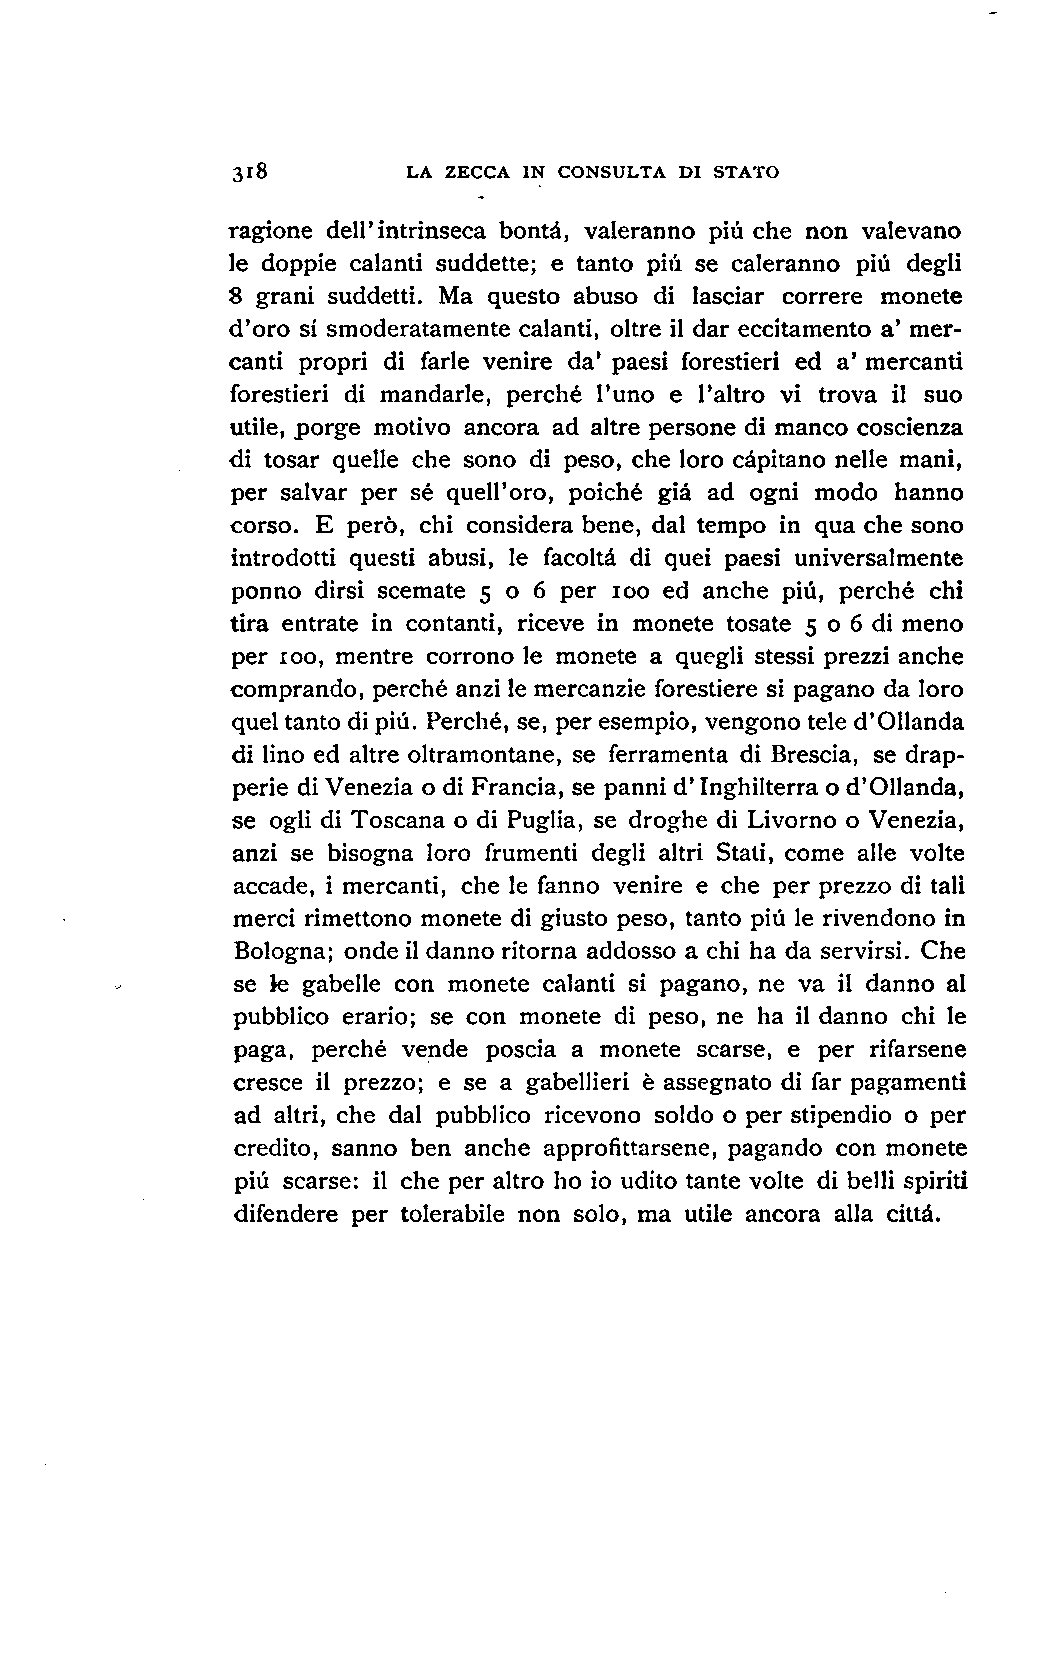 318 LA ZECCA IN CONSULTA DI STATO
ragione dell'intrinseca bontá, valeranno piú che non valevano
le doppie calanti suddette; e tanto piú se caleranno piú degli
8 grani suddetti. Ma questo abuso di lasciar correre monete
d'oro sí smoderatamente calanti, oltre il dar eccitamento a' mer-
canti propri di farle venire da' paesi forestieri ed a' mercanti
forestieri di mandarle, perché l'uno e l'altro vi trova il suo
utile, porge motivo ancora ad altre persone di manco coscienza
di tosar quelle che sono di peso, che loro cápitano nelle mani,
per salvar per sé quell'oro, poiché giá ad ogni modo hanno
corso. E però, chi considera bene, dal tempo in qua che sono
introdotti questi abusi, le facoltá di quei paesi universalmente
ponno dirsi scemate 5 o 6 per 100 ed anche piú, perché chi
tira entrate in contanti, riceve in monete tosate 5 o 6 di meno
per 100, mentre corrono le monete a quegli stessi prezzi anche
comprando, perché anzi le mercanzie forestiere si pagano da loro
quel tanto di piú. Perché, se, per esempio, vengono tele d'Ollanda
di lino ed altre oltramontane, se ferramenta di Brescia, se drap-
perie di Venezia o di Francia, se panni d'Inghilterra o d'Ollanda,
se ogli di Toscana o di Puglia, se droghe di Livorno o Venezia,
anzi se bisogna loro frumenti degli altri Stati, come alle volte
accade, i mercanti, che le fanno venire e che per prezzo di tali
merci rimettono monete di giusto peso, tanto piú le rivendono in
Bologna; onde il danno ritorna addosso a chi ha da servirsi. Che
se le gabelle con monete calanti si pagano, ne va il danno al
pubblico erario; se con monete di peso, ne ha il danno chi le
paga, perché vende poscia a monete scarse, e per rifarsene
cresce il prezzo; e se a gabellieri è assegnato di far pagamenti
ad altri, che dal pubblico ricevono soldo o per stipendio o per
credito, sanno ben anche approfittarsene, pagando con monete
piú scarse: il che per altro ho io udito tante volte di belli spiriti
difendere per tolerabile non solo, ma utile ancora alla cittá.